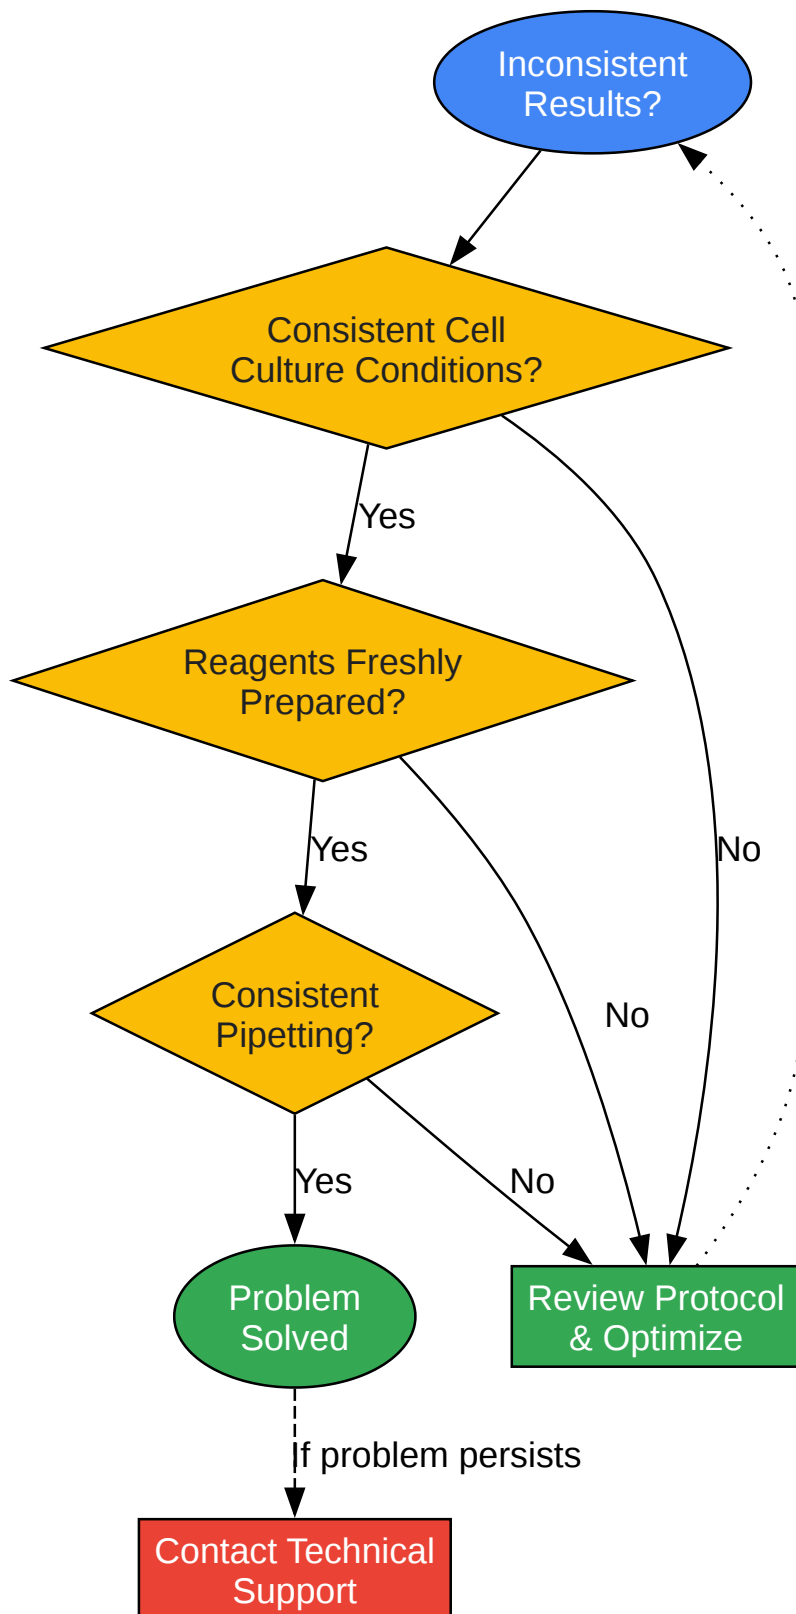 Inconsistent
Results?
Consistent Cell
Culture Conditions?
Yes
Reagents Freshly
Prepared?
Yes
No
Consistent
Pipetting?
No
Yes
No
Problem
Solved
Review Protocol
& Optimize
If problem persists
Contact Technical
Support